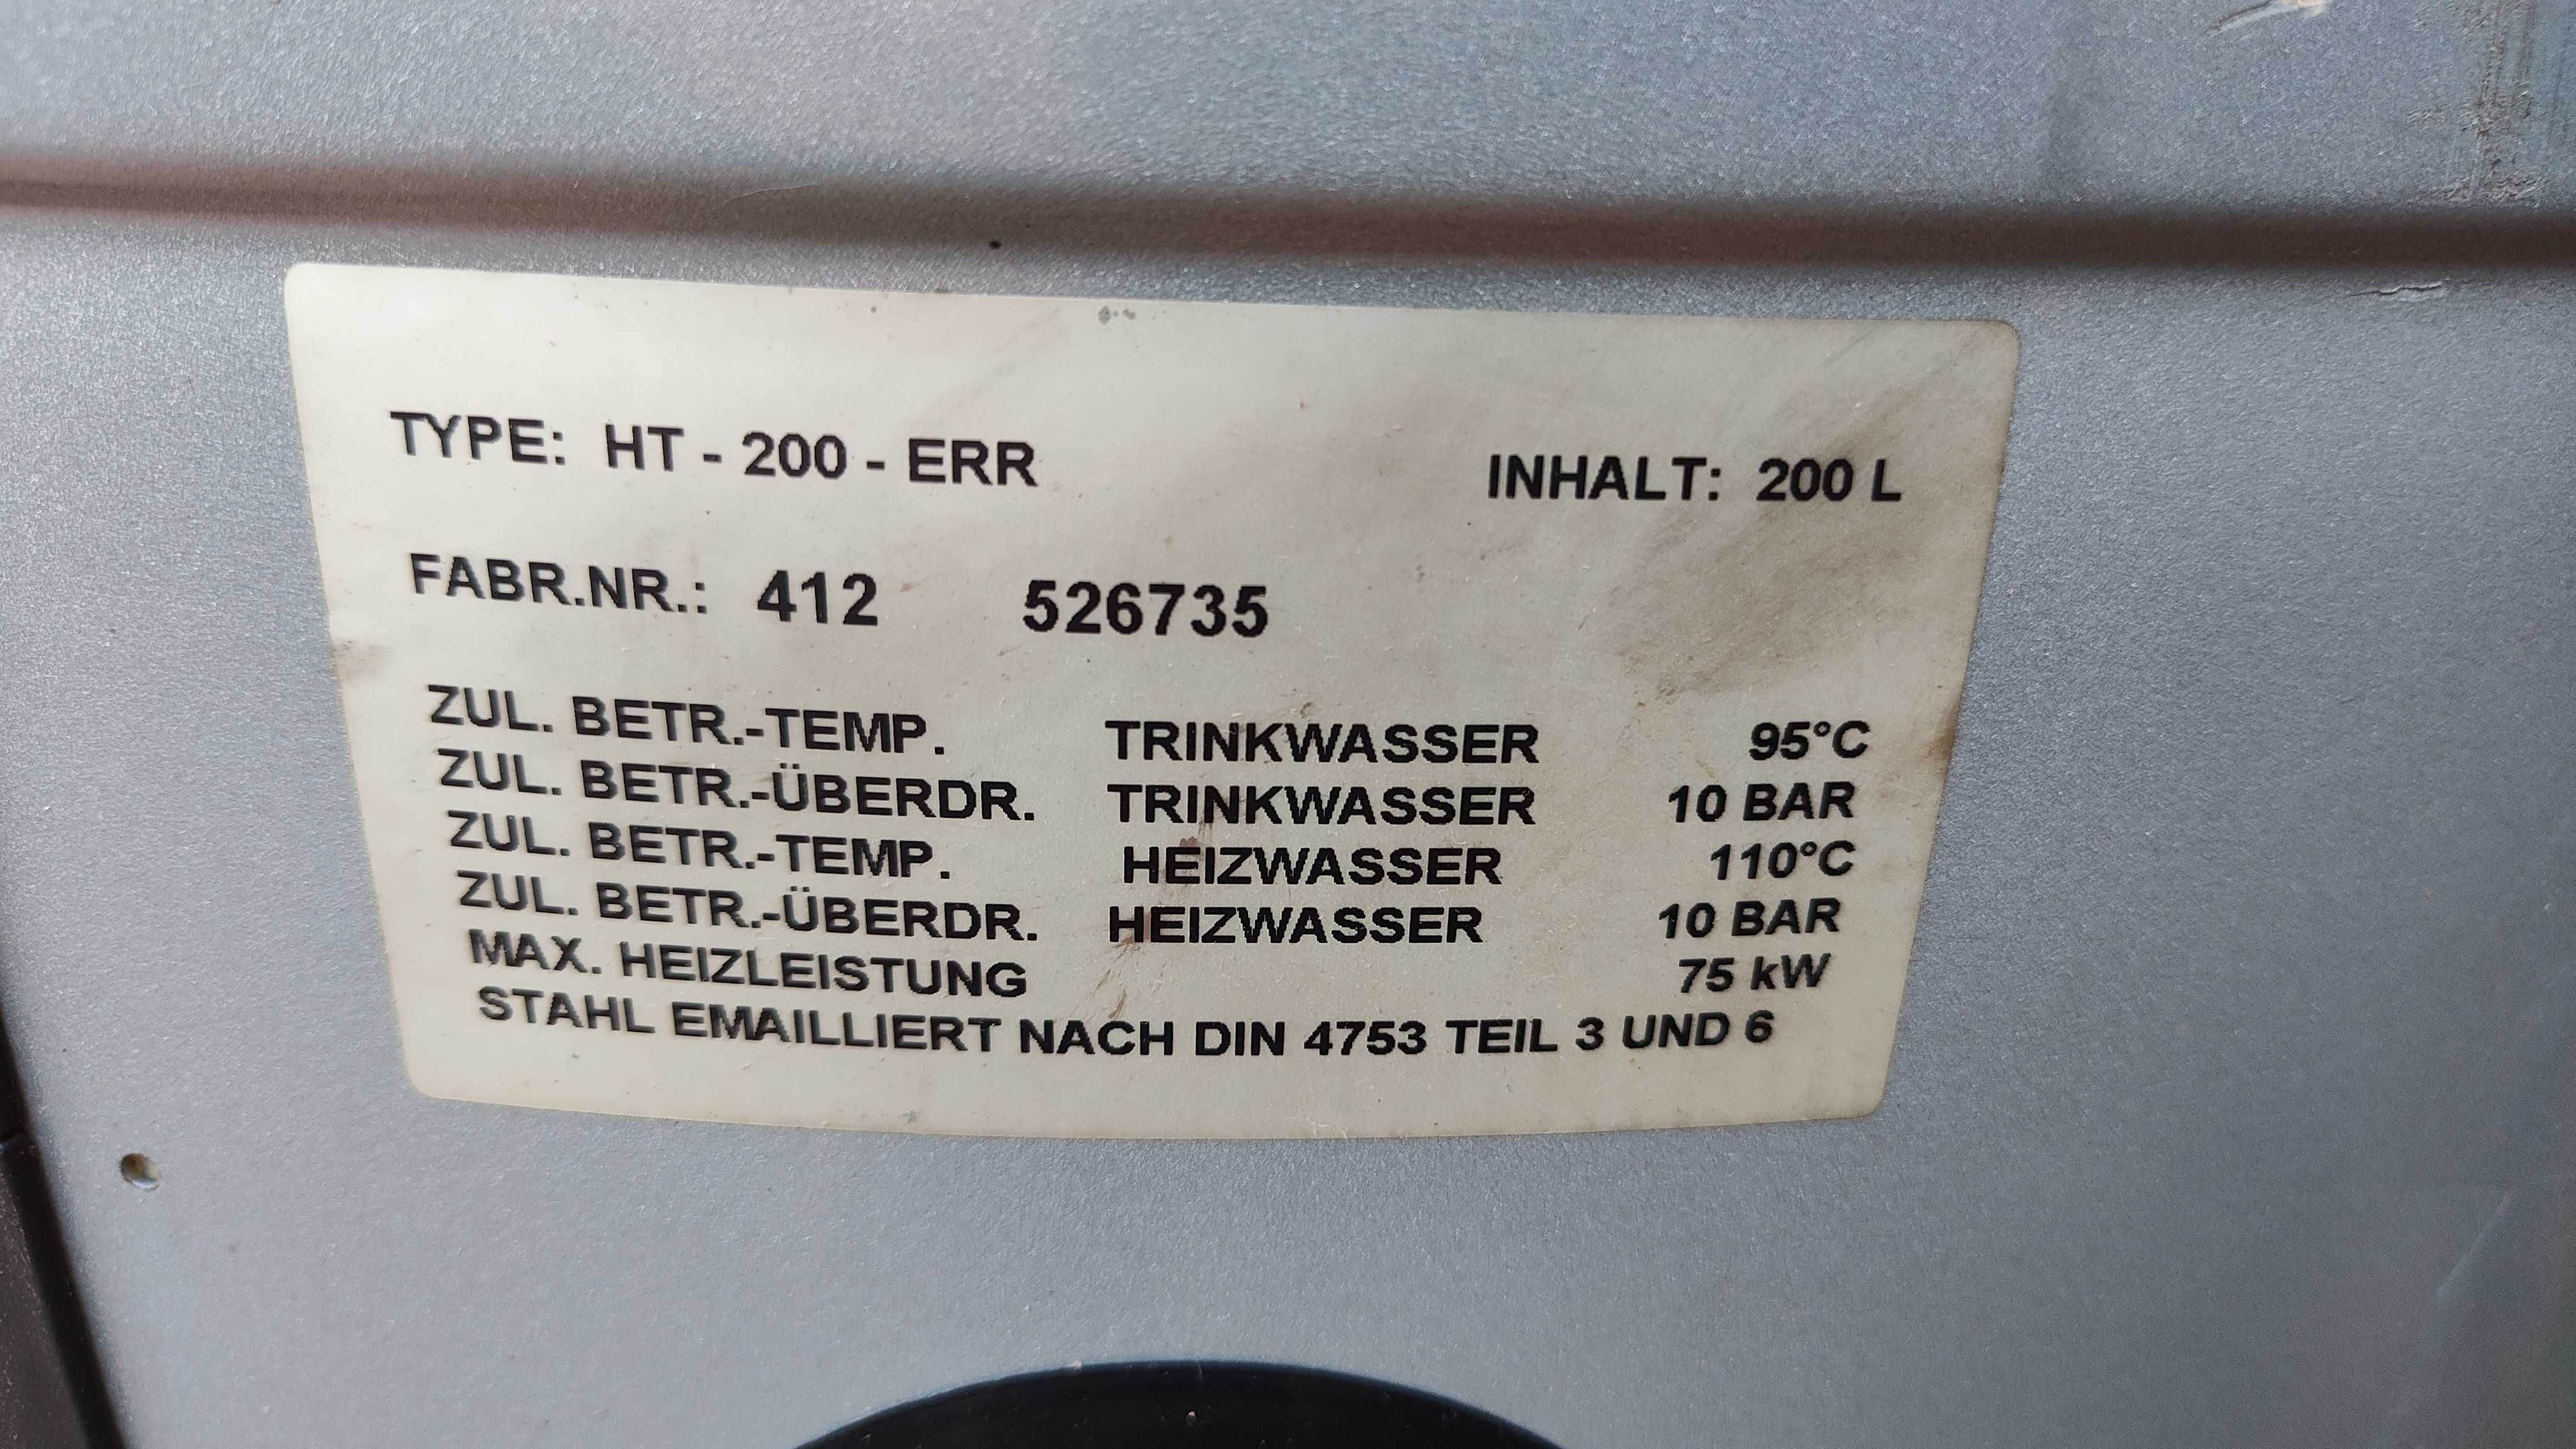 TYPE: HT - 200 - ERR INHALT: 200 L
FABR.NR.: 412 526735
ZUL. BETR.-TEMP. TRINKWASSER 95°C
ZUL. BETR.-ÜBERDR. TRINKWASSER 10 BAR
ZUL. BETR.-TEMP. HEIZWASSER 110°C
ZUL. BETR.-ÜBERDR. HEIZWASSER 10 BAR
MAX. HEIZLEISTUNG 75 kW
STAHL EMAILLIERT NACH DIN 4753 TEIL 3 UND 6